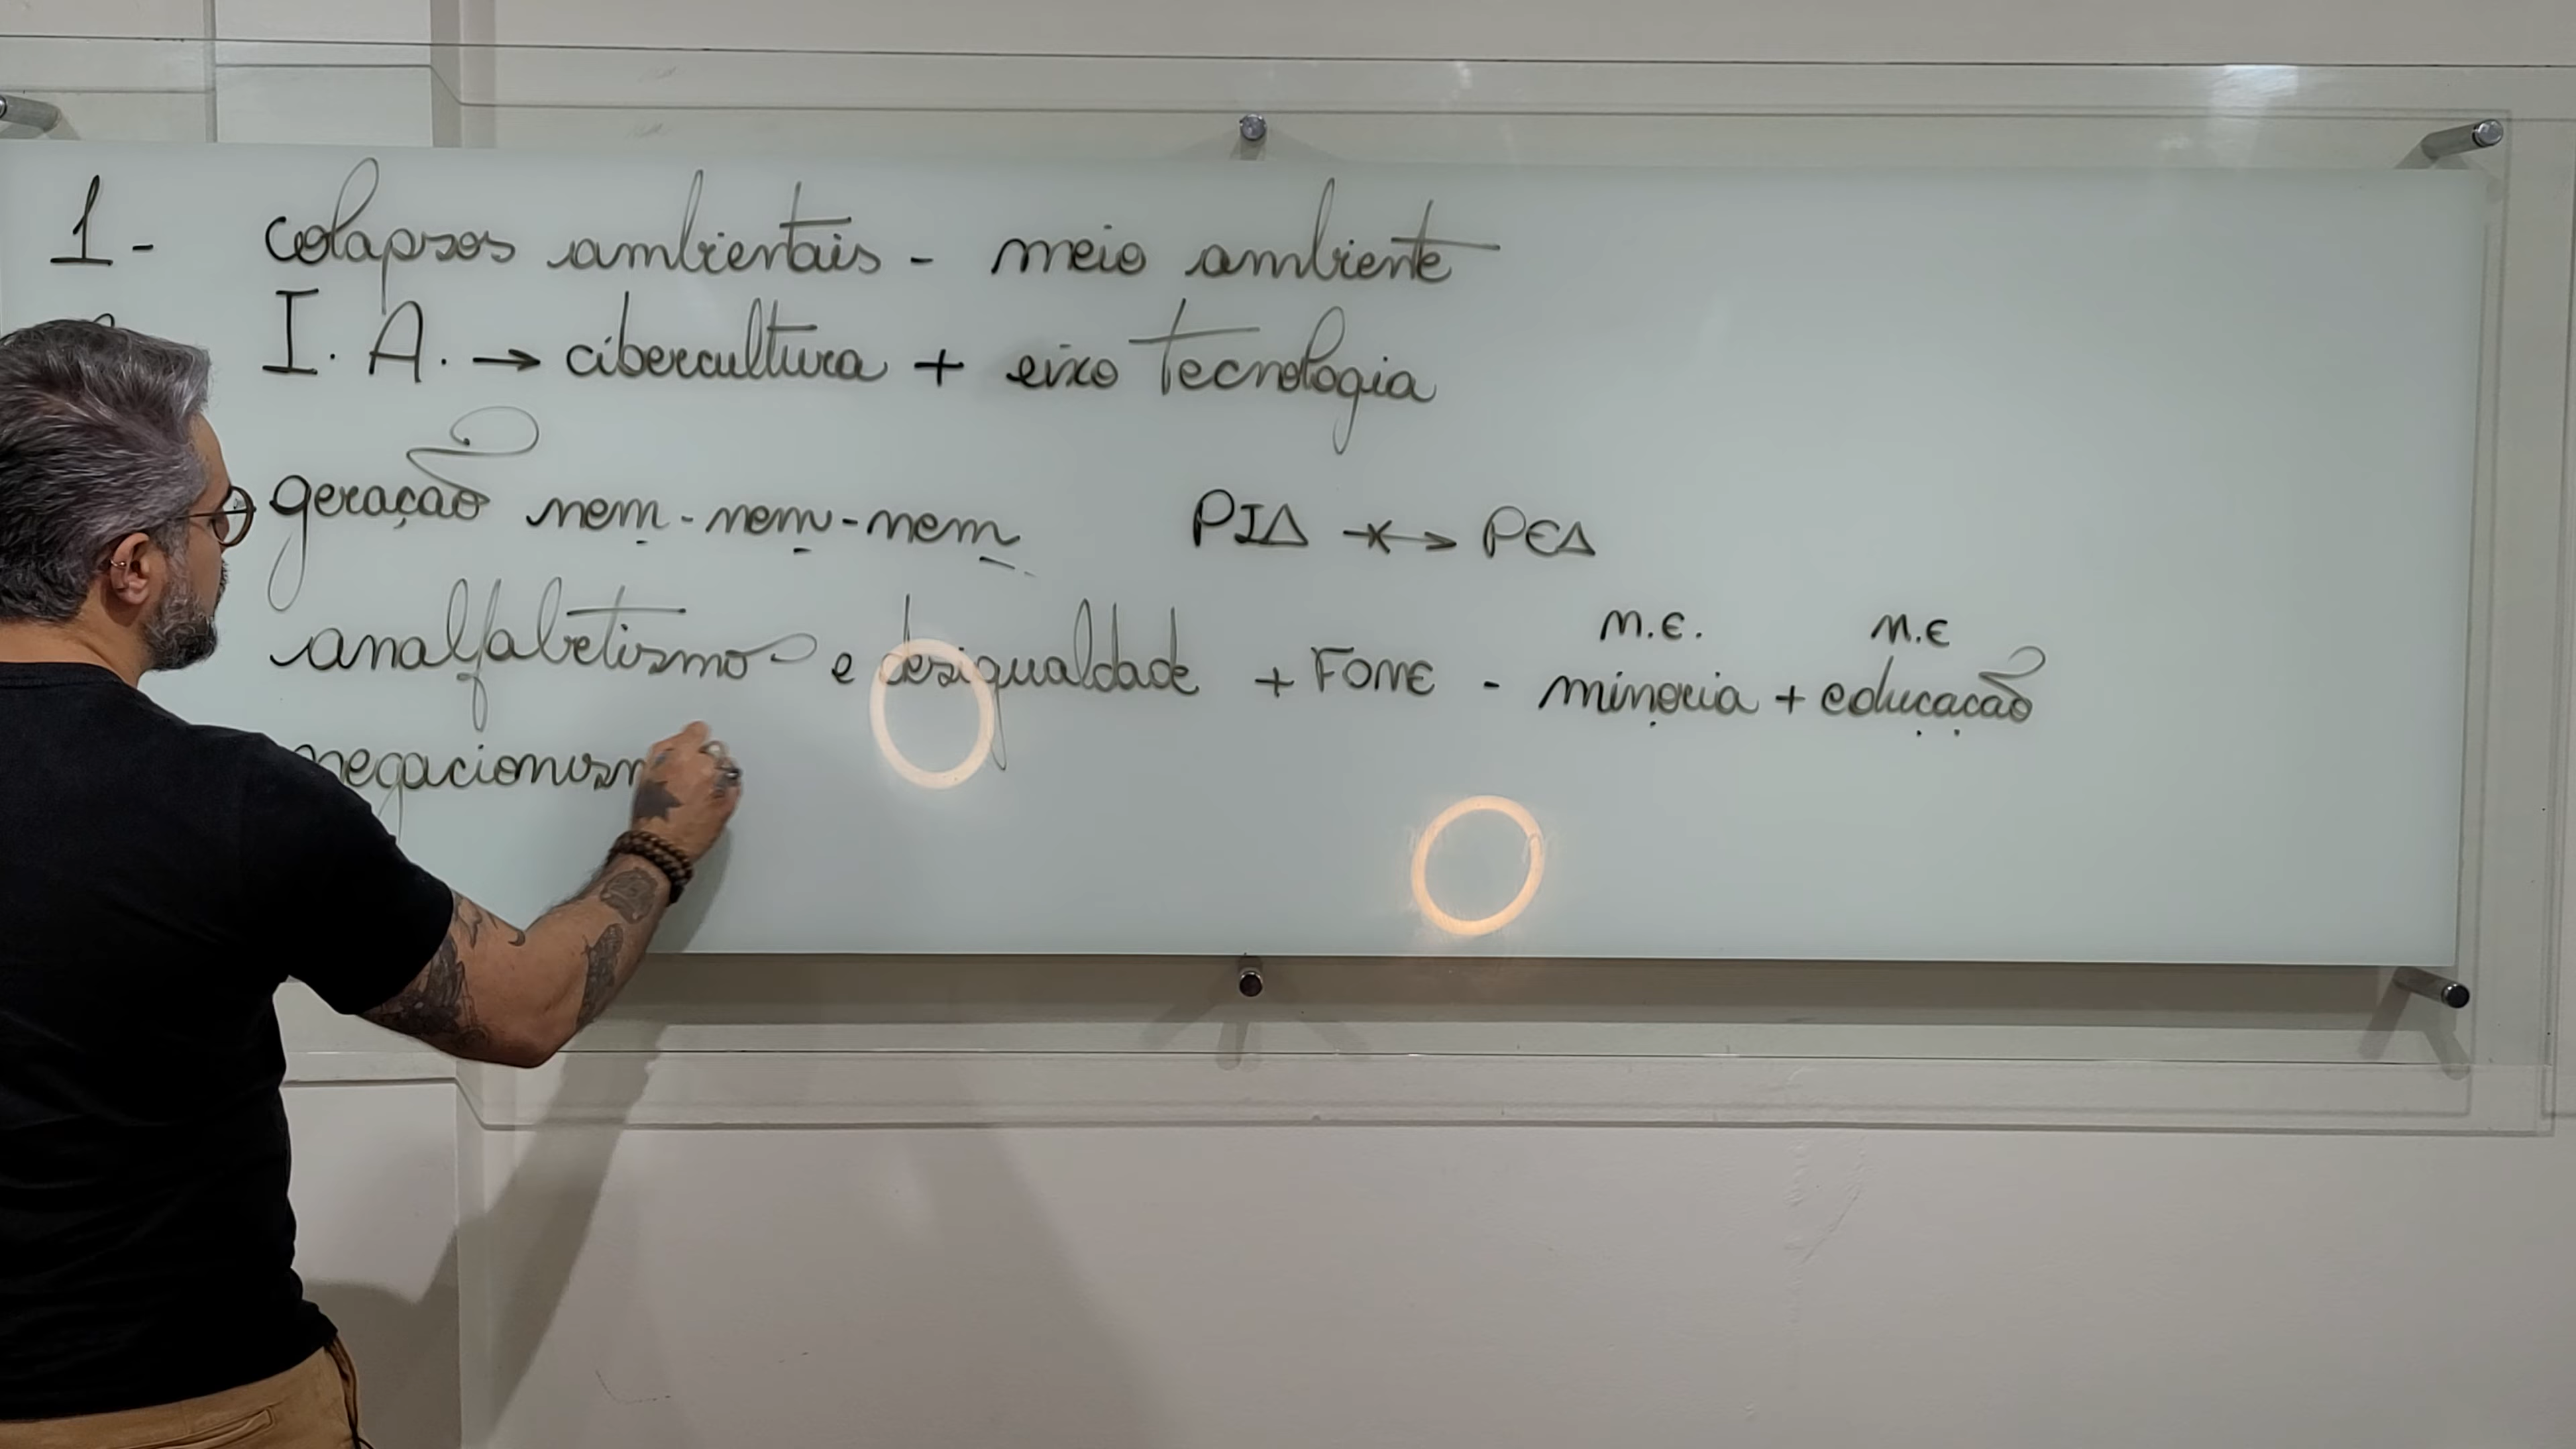 1- colapsos ambientais - meio ambiente
I. A. → cibercultura + eixo tecnologia
geração nem-nem-nem PIA ↔ PEA
m.e. m.e
analfabetismo e desigualdade + FOME - minoria + educação
negacionism